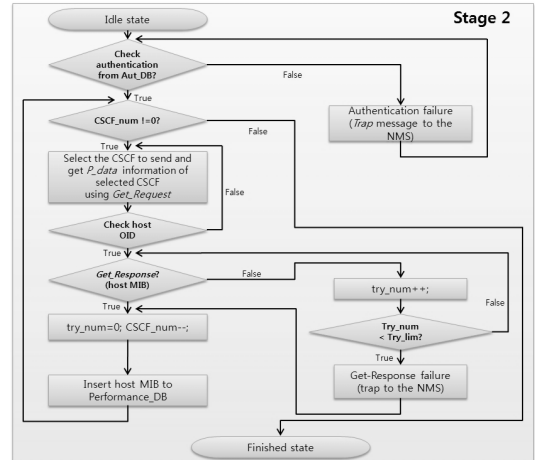 Stage 2
Idle state
Check
authentication
from Aut_DB?
False
True
Authentication failure
(Trap message to the
NMS)
CSCF_num !=0?
False
True
Select the CSCF to send and
get P_data information of
selected CSCF
using Get_Request
False
Check host
OID
True
Get_Response?
(host MIB)
False
True
try_num++;
False
try_num=0; CSCF_num--;
Try_num
< Try_lim?
True
Insert host MIB to
Performance_DB
Get-Response failure
(trap to the NMS)
Finished state